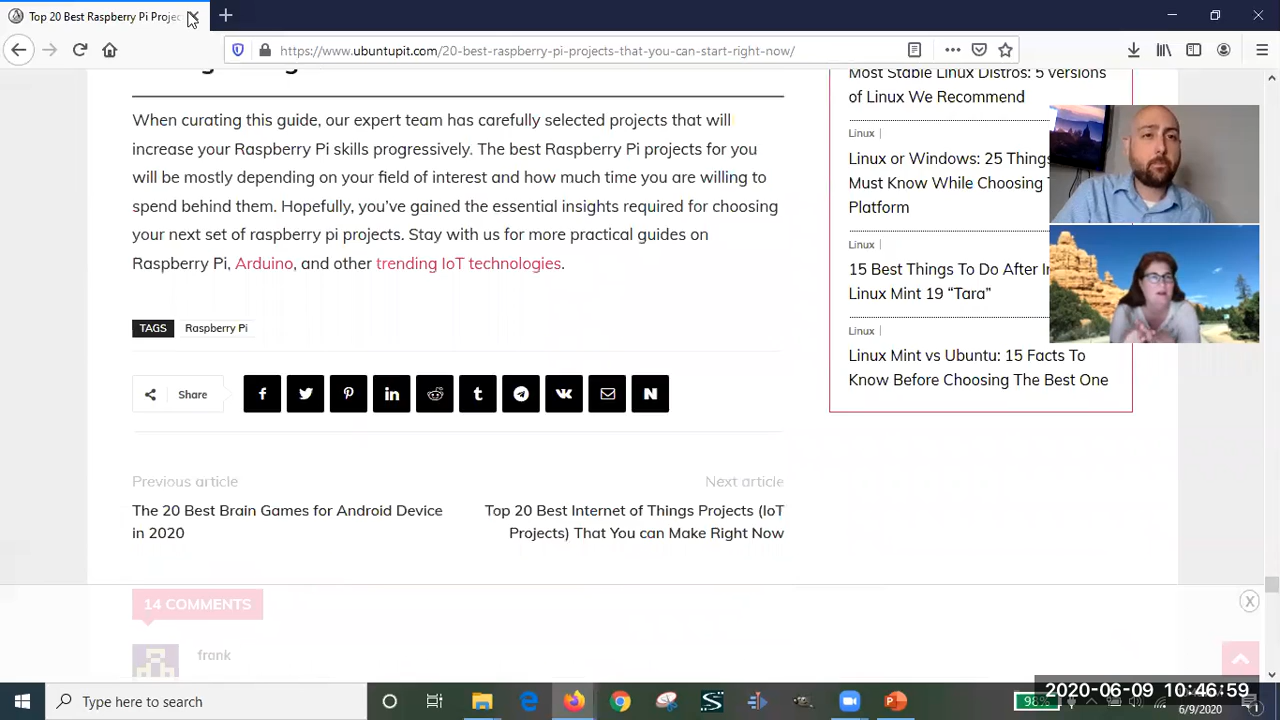 Top 20 Best Raspberry Pi Projec
https://www.ubuntupit.com/20-best-raspberry-pi-projects-that-you-can-start-right-now/
When curating this guide, our expert team has carefully selected projects that will
increase your Raspberry Pi skills progressively. The best Raspberry Pi projects for you
will be mostly depending on your field of interest and how much time you are willing to
spend behind them. Hopefully, you've gained the essential insights required for choosing
your next set of raspberry pi projects. Stay with us for more practical guides on
Raspberry Pi, Arduino, and other trending IoT technologies.
TAGS Raspberry Pi
Share
Previous article
The 20 Best Brain Games for Android Device
in 2020
Next article
Top 20 Best Internet of Things Projects (IoT
Projects) That You can Make Right Now
14 COMMENTS
frank
Most Stable Linux Distros: 5 versions
of Linux We Recommend
Linux |
Linux or Windows: 25 Things
Must Know While Choosing
Platform
Linux |
15 Best Things To Do After In
Linux Mint 19 “Tara”
Linux |
Linux Mint vs Ubuntu: 15 Facts To
Know Before Choosing The Best One
Type here to search
98%
2020-06-09 10:46:59
6/9/2020